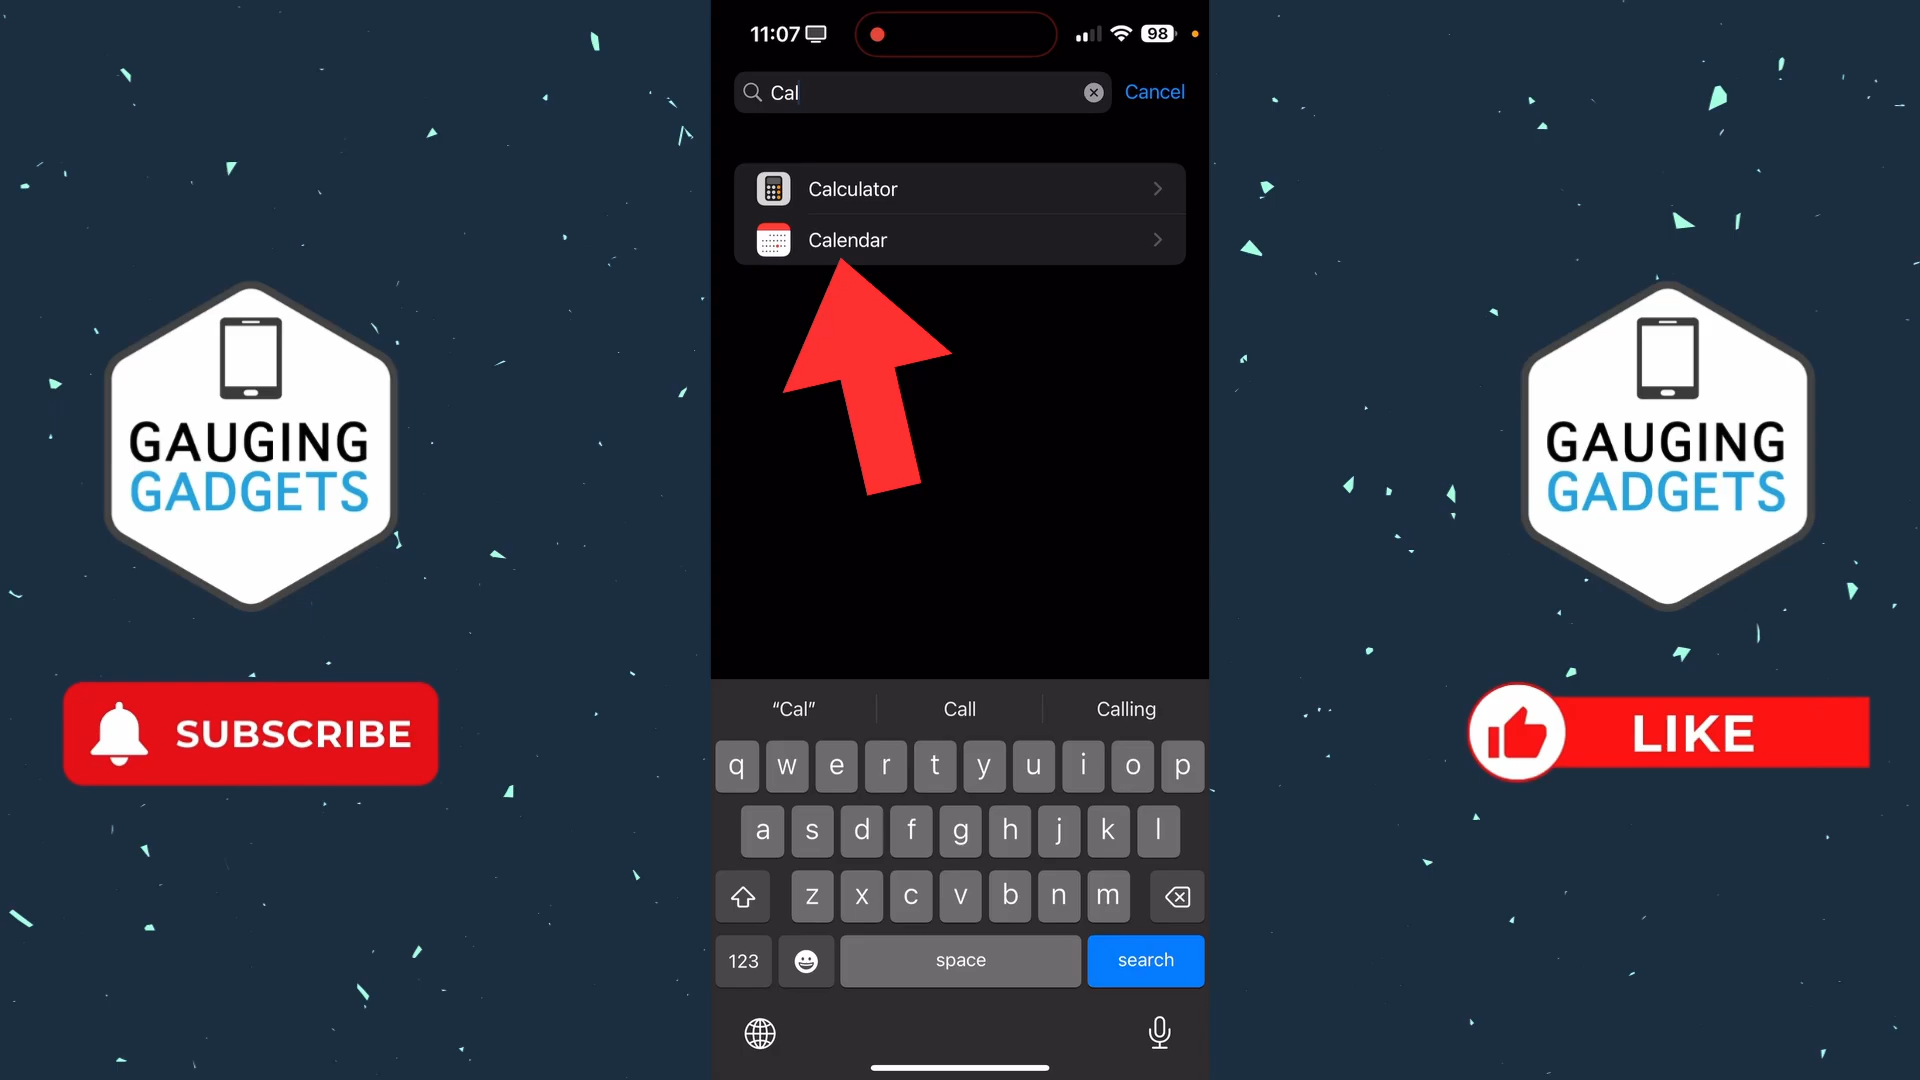 11:07
98
Cal
Cancel
Calculator
Calendar
GAUGING
GADGETS
SUBSCRIBE
GAUGING
GADGETS
LIKE
“Cal”
Call
Calling
q w e r t y u i o p
a s d f g h j k l
z x c v b n m
123
space
search